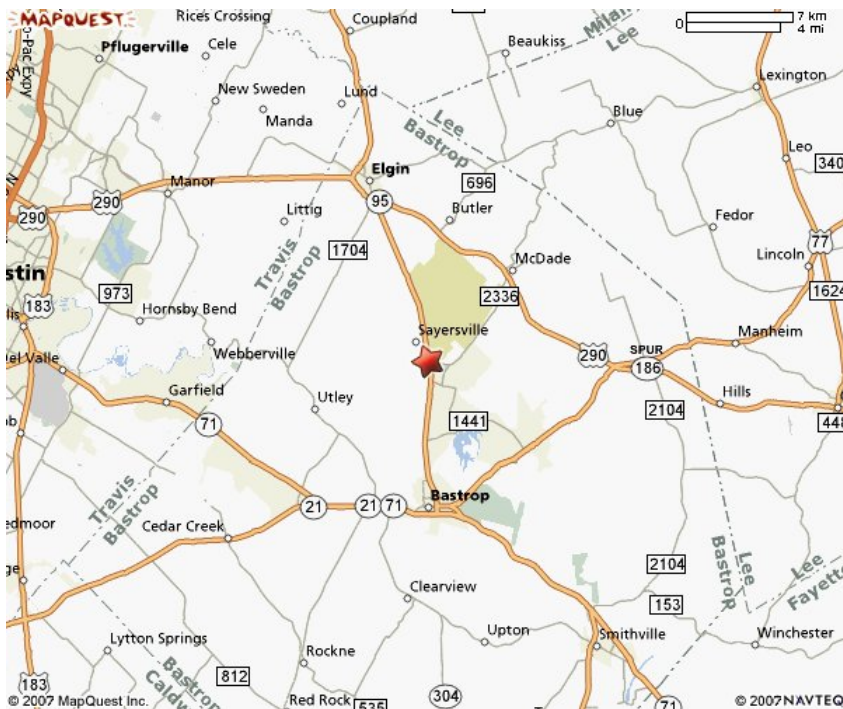 MAPQUEST
Rices Crossing
Coupland
0 7 km
4 mi
o-Pac Expy
Pflugerville
Cele
Beaukiss
Milam
Lee
Lexington
New Sweden
Lund
Manda
Blue
Lee
Bastrop
Leo
340
Elgin
696
290
Manor
95
Butler
290
Littig
Fedor
77
1704
Travis
Bastrop
McDade
Lincoln
stin
973
2336
1624
183
Hornsby Bend
Sayersville
290
SPUR
186
Manheim
Webberville
Del Valle
Garfield
Utley
1441
2104
Hills
448
71
Travis
Bastrop
21
21
71
Bastrop
Cedar Creek
Lee
Bastrop
2104
Lee
Fayette
Clearview
153
Lytton Springs
Upton
Smithville
Winchester
Rockne
Bastrop
Caldw
812
183
Red Rock
535
304
71
© 2007 MapQuest Inc.
© 2007 NAVTEQ